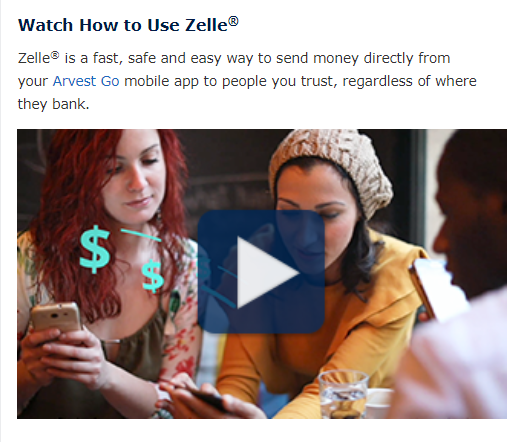 Watch How to Use Zelle®
Zelle® is a fast, safe and easy way to send money directly from
your Arvest Go mobile app to people you trust, regardless of where
they bank.
$
$